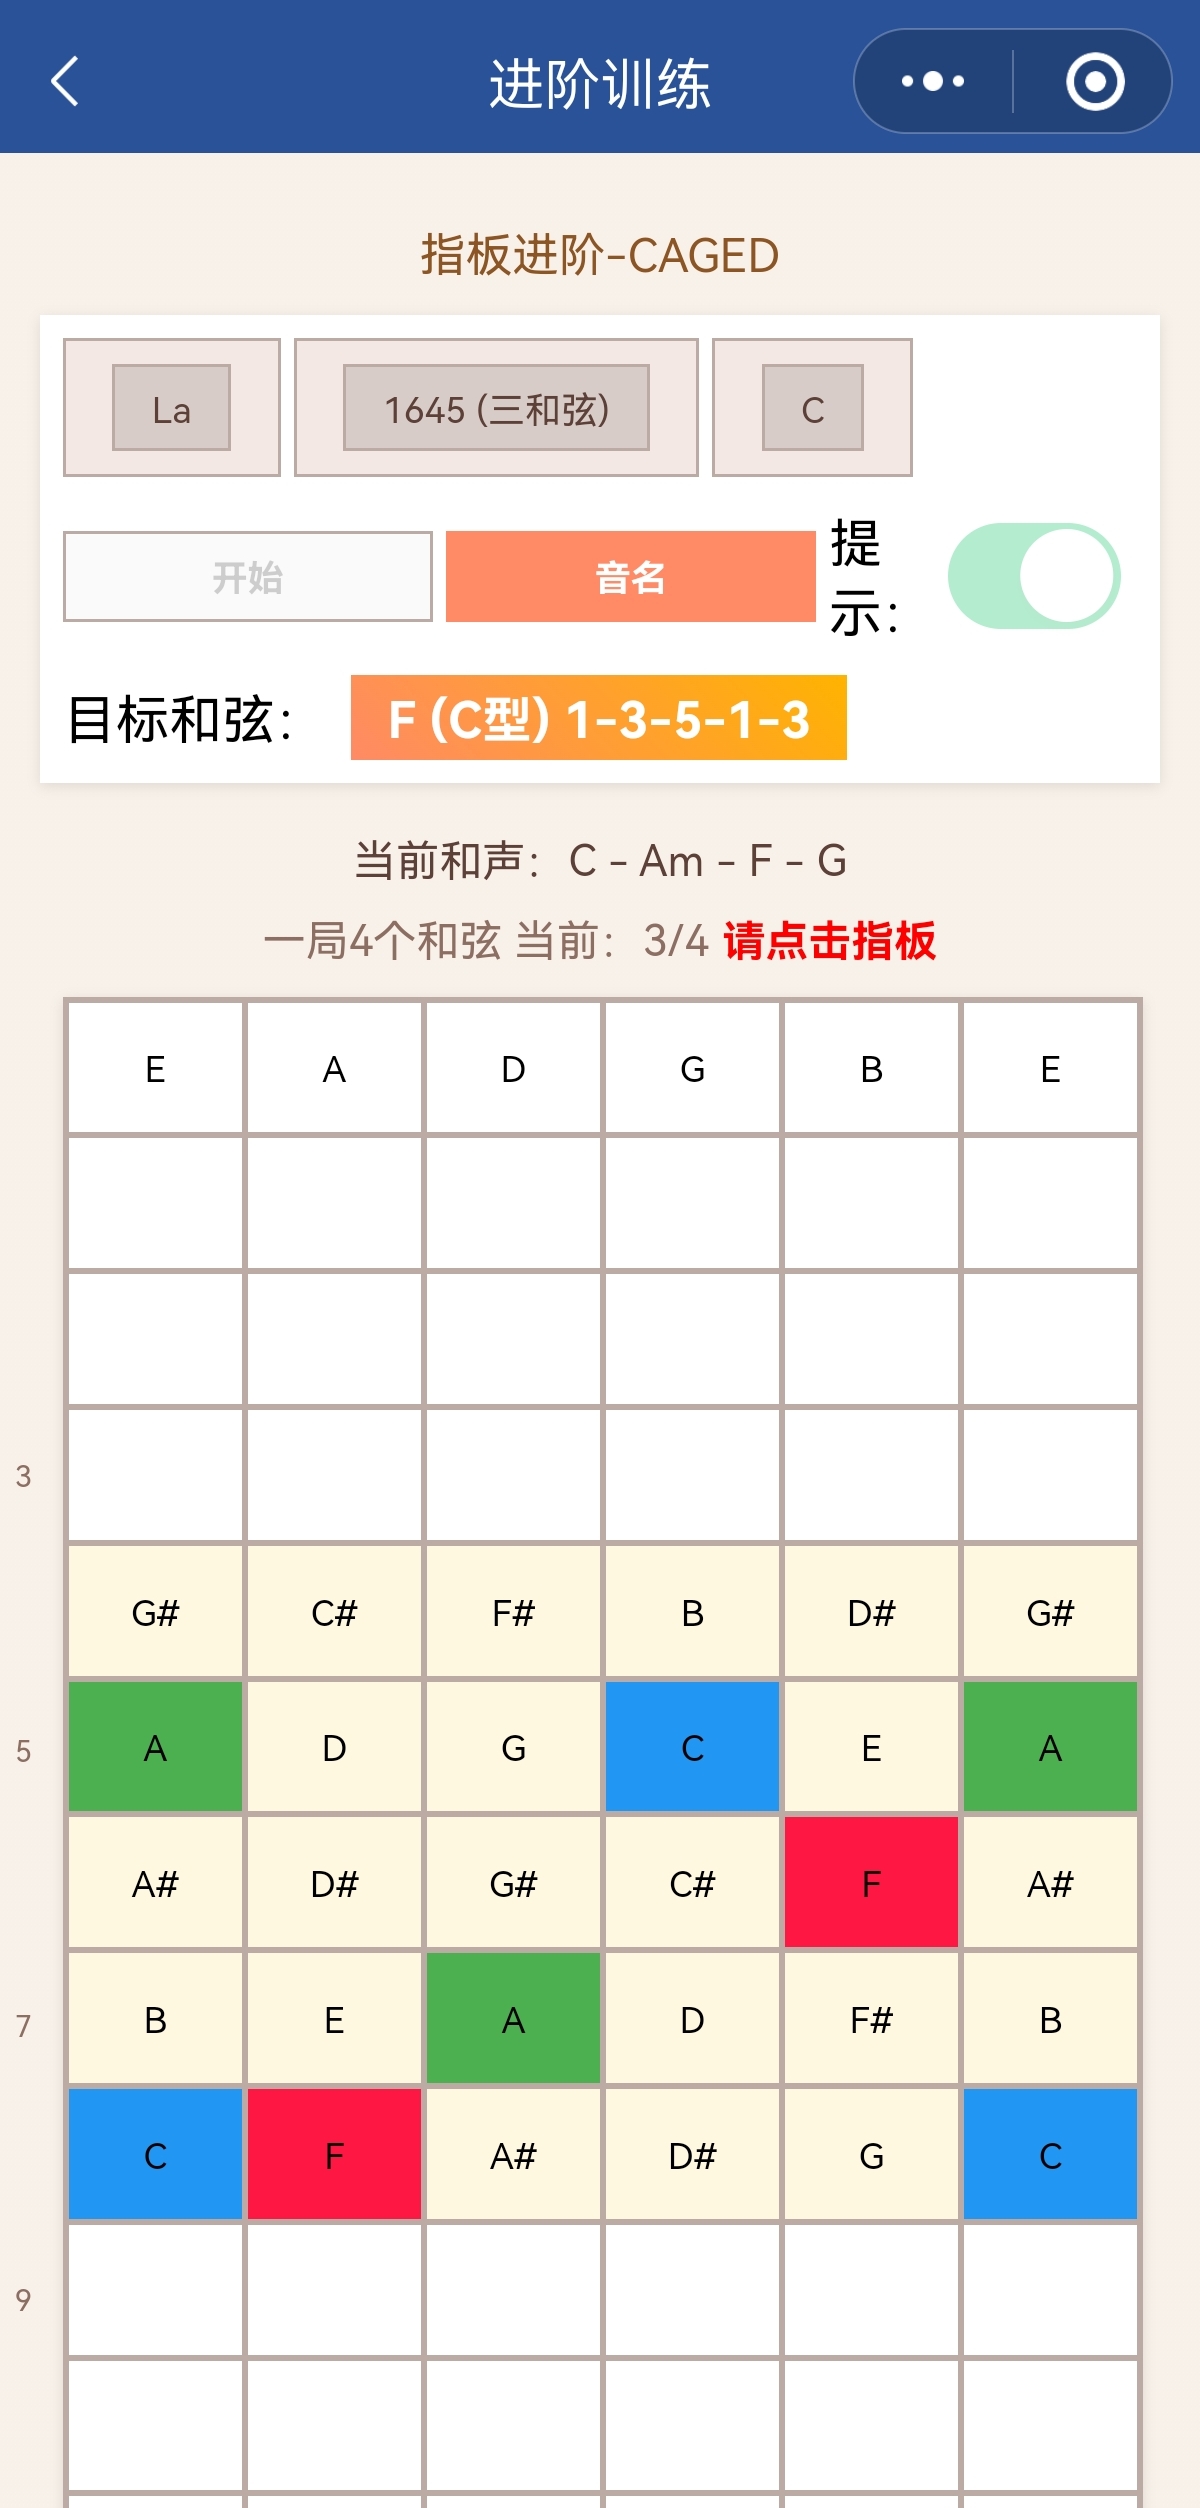 进阶训练
指板进阶-CAGED
La 1645 (三和弦) C
开始 音名 提示：
目标和弦： F (C型) 1-3-5-1-3
当前和声：C - Am - F - G
一局4个和弦 当前：3/4 请点击指板
E A D G B E
3
G# C# F# B D# G#
5 A D G C E A
A# D# G# C# F A#
7 B E A D F# B
C F A# D# G C
9